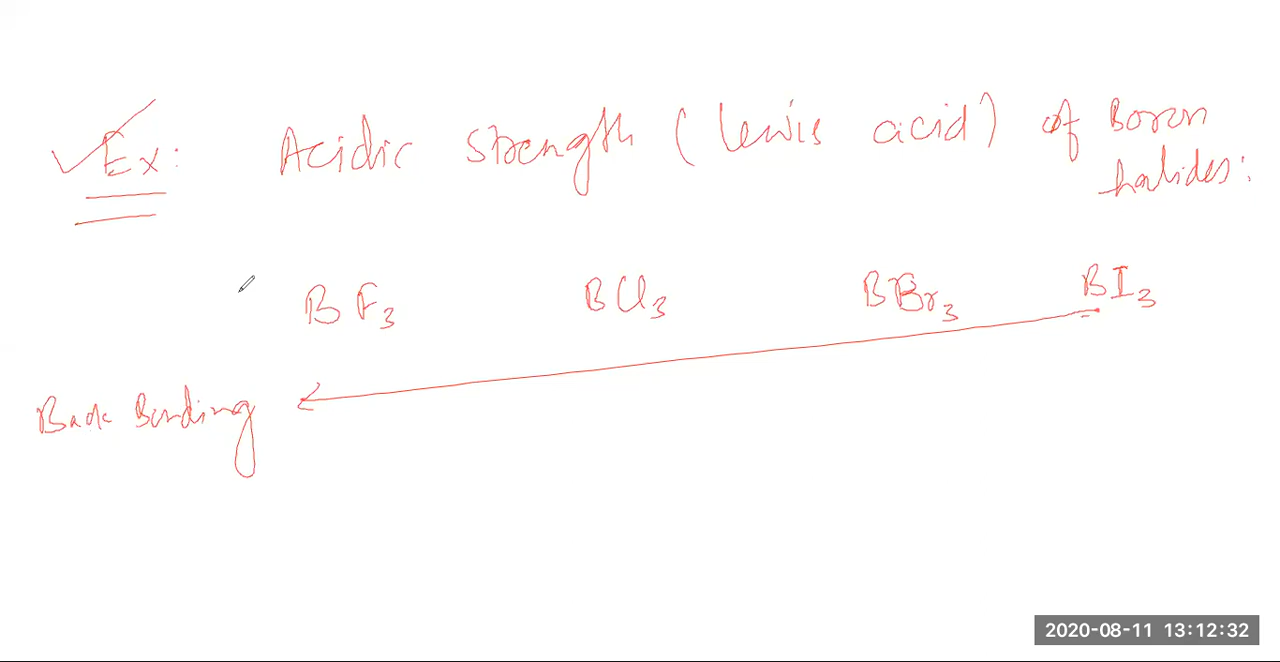 Ex: Acidic strength (lewis acid) of Boron halides:
BF3 BCl3 BBr3 BI3
Back Bonding
2020-08-11 13:12:32